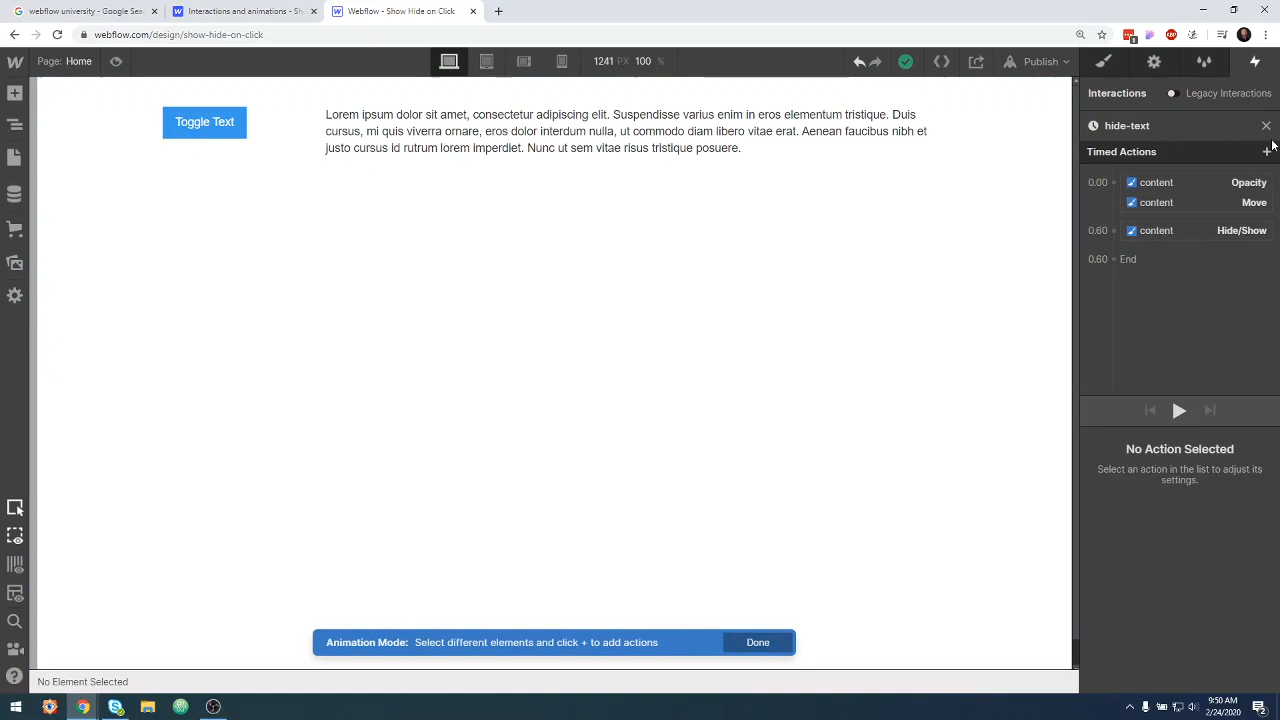 webflow university - Google Sea
Interactions and animations - Sh
Webflow - Show Hide on Click
webflow.com/design/show-hide-on-click
Page: Home
1241 PX 100 %
Publish
Toggle Text
Lorem ipsum dolor sit amet, consectetur adipiscing elit. Suspendisse varius enim in eros elementum tristique. Duis
cursus, mi quis viverra ornare, eros dolor interdum nulla, ut commodo diam libero vitae erat. Aenean faucibus nibh et
justo cursus id rutrum lorem imperdiet. Nunc ut sem vitae risus tristique posuere.
Interactions
Legacy Interactions
hide-text
Timed Actions
0.00 content Opacity
content Move
0.60 content Hide/Show
0.60 End
No Action Selected
Select an action in the list to adjust its
settings.
Animation Mode: Select different elements and click + to add actions
Done
No Element Selected
9:50 AM
2/24/2020